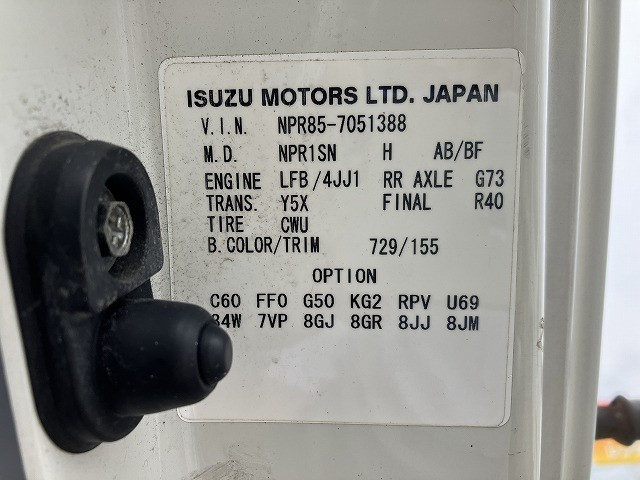 ISUZU MOTORS LTD. JAPAN
V.I.N. NPR85-7051388
M.D. NPR1SN H AB/BF
ENGINE LFB/4JJ1 RR AXLE G73
TRANS. Y5X FINAL R40
TIRE CWU
B.COLOR/TRIM 729/155
OPTION
C60 FF0 G50 KG2 RPV U69
7VP 8GJ 8GR 8JJ 8JM